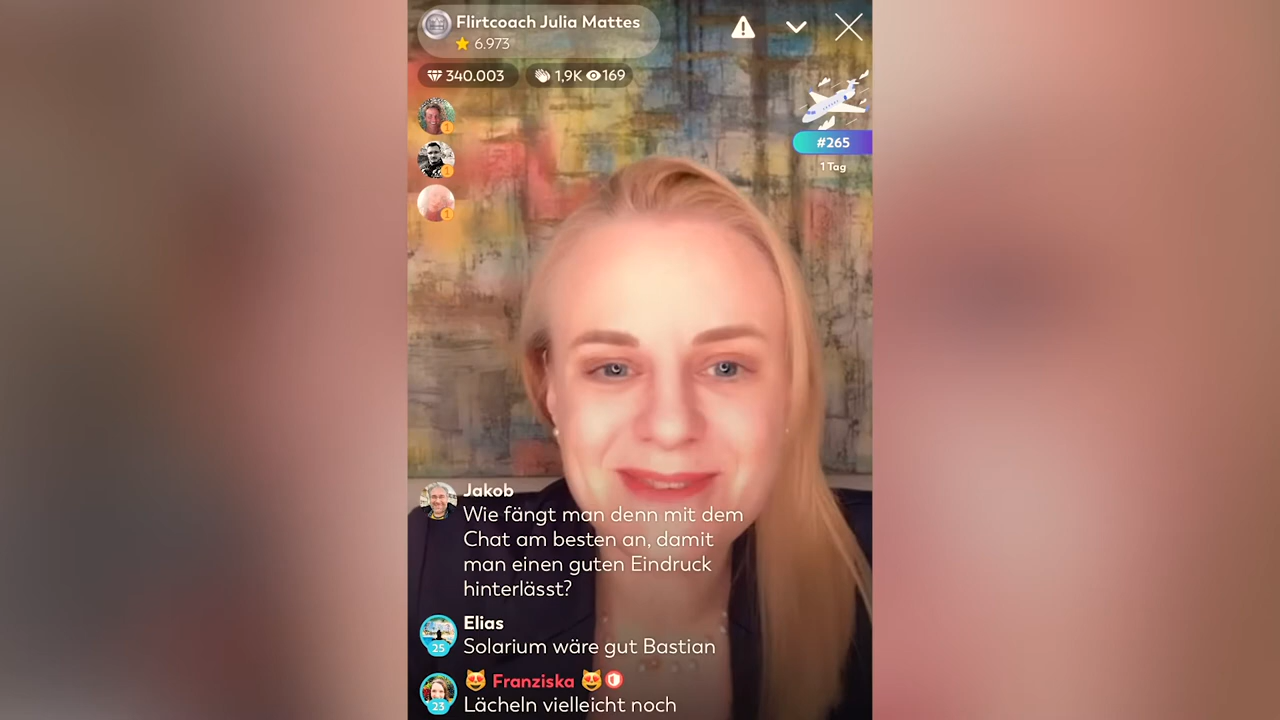 Flirtcoach Julia Mattes
6.973
340.003
1,9K 169
#265
1 Tag
Jakob
Wie fängt man denn mit dem
Chat am besten an, damit
man einen guten Eindruck
hinterlässt?
Elias
25
Solarium wäre gut Bastian
Franziska
23
Lächeln vielleicht noch